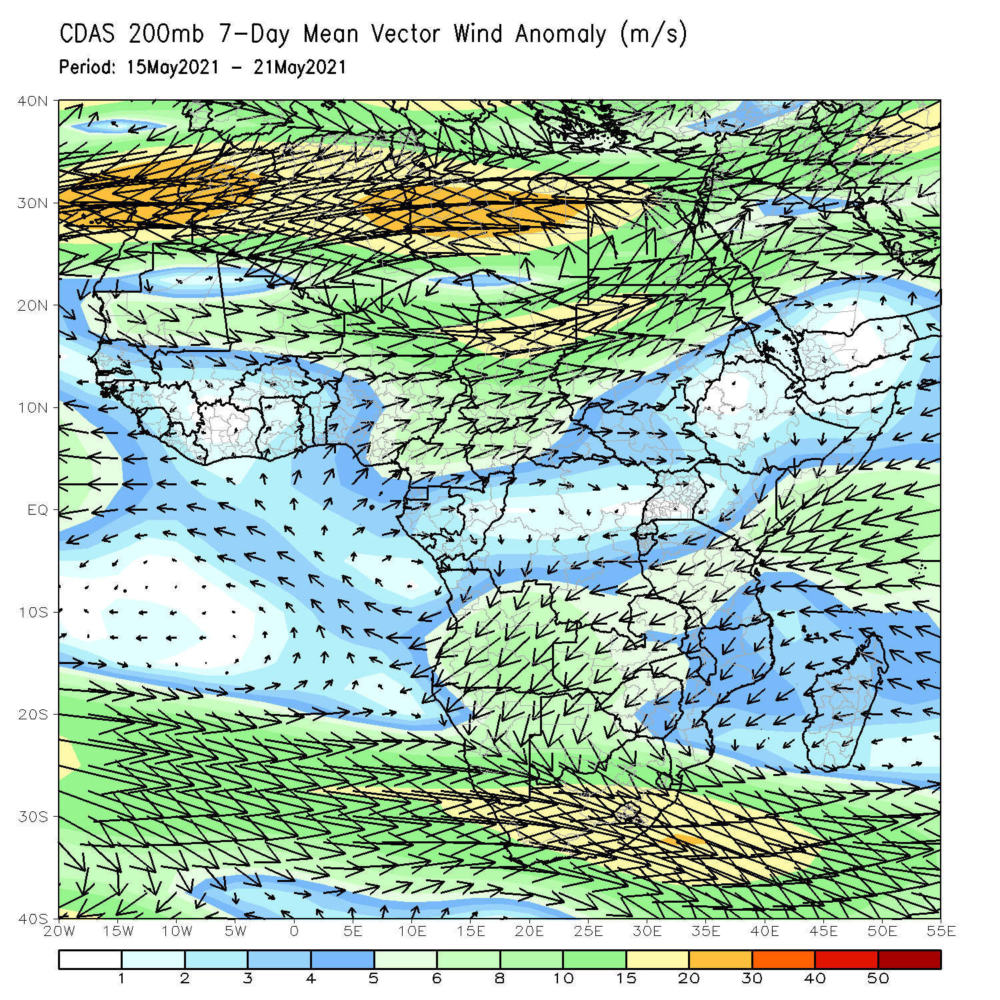 CDAS 200mb 7-Day Mean Vector Wind Anomaly (m/s)
Period: 15May2021 - 21May2021
40N
30N
20N
10N
EQ
10S
20S
30S
40S
20W 15W 10W 5W 0 5E 10E 15E 20E 25E 30E 35E 40E 45E 50E 55E
1 2 3 4 5 6 8 10 15 20 30 40 50